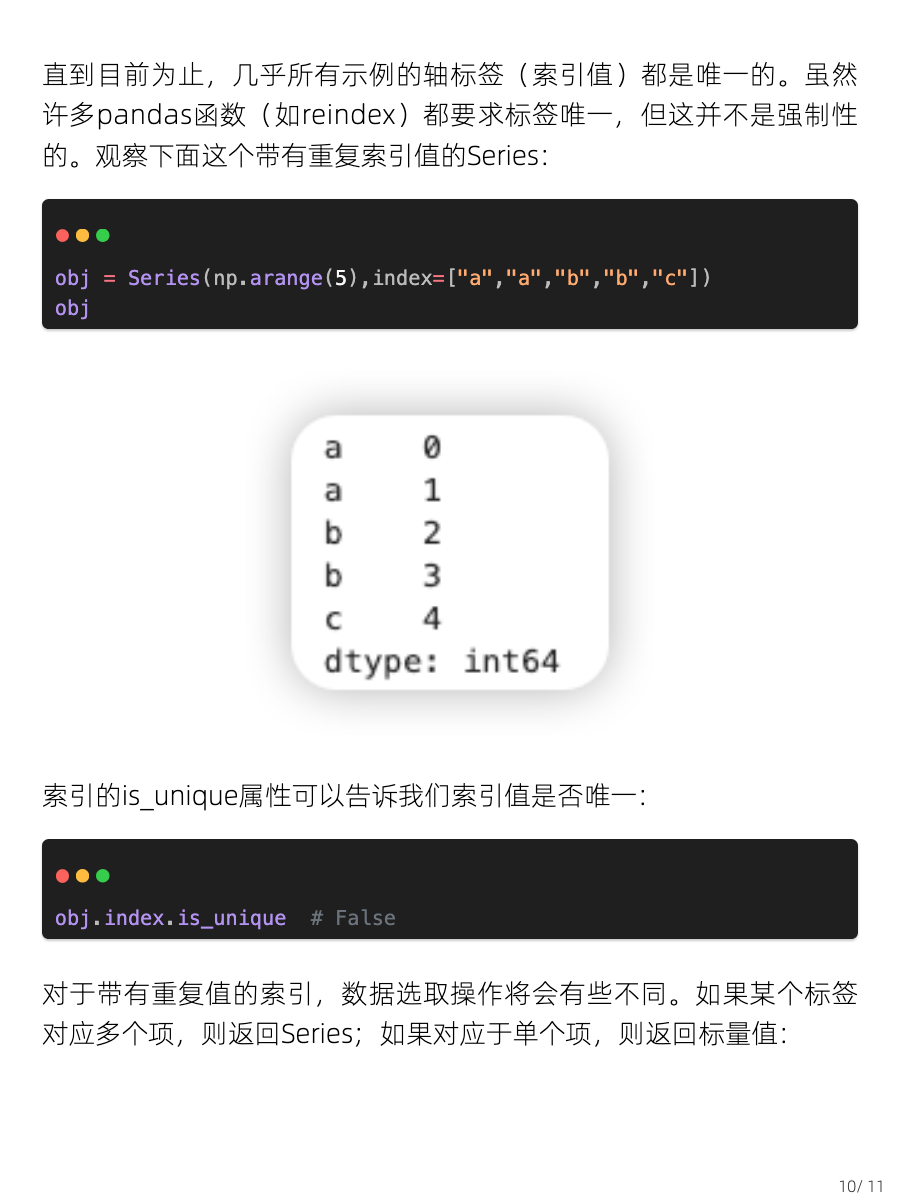 直到目前为止，几乎所有示例的轴标签（索引值）都是唯一的。虽然
许多pandas函数（如reindex）都要求标签唯一，但这并不是强制性
的。观察下面这个带有重复索引值的Series：
obj = Series(np.arange(5),index=["a","a","b","b","c"])
obj
a    0
a    1
b    2
b    3
c    4
dtype: int64
索引的is_unique属性可以告诉我们索引值是否唯一：
obj.index.is_unique  # False
对于带有重复值的索引，数据选取操作将会有些不同。如果某个标签
对应多个项，则返回Series；如果对应于单个项，则返回标量值：
10/ 11